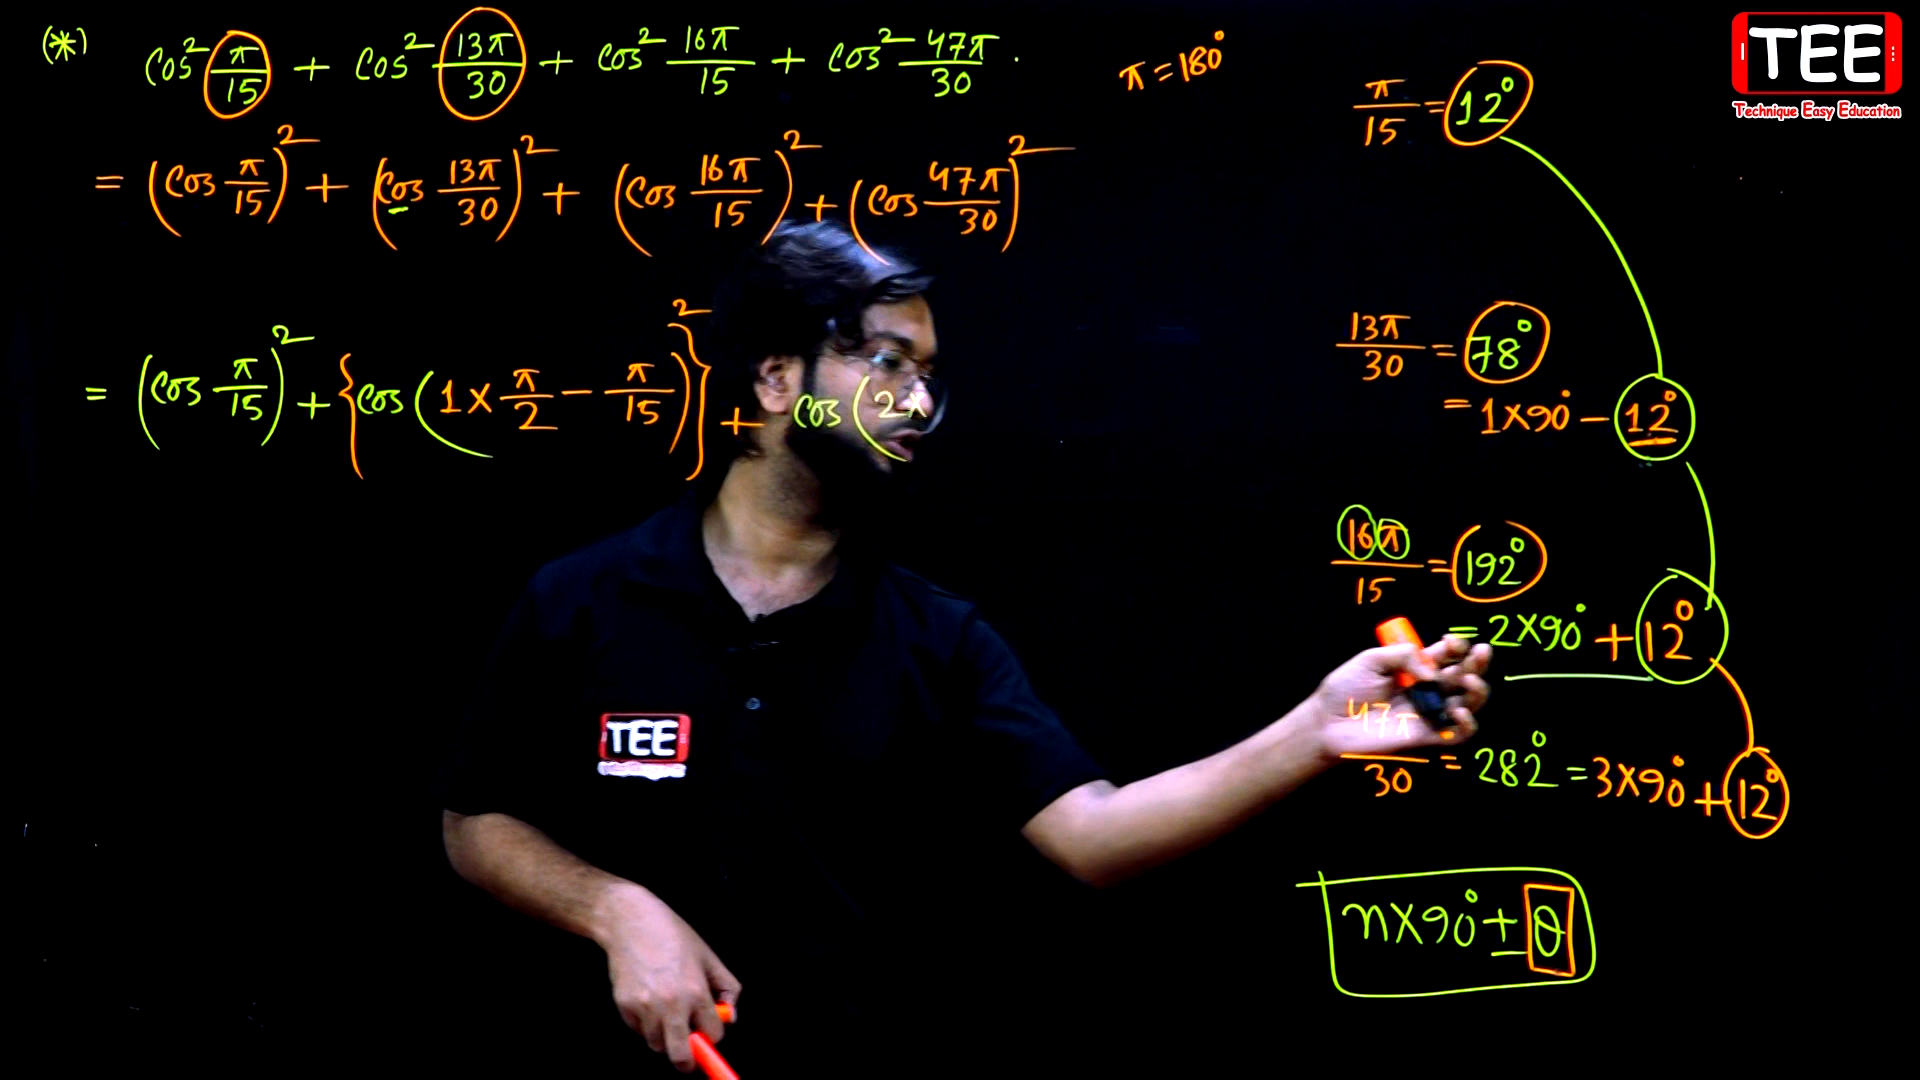 (*) cos² π/15 + cos² 13π/30 + cos² 16π/15 + cos² 47π/30 .
π = 180°
= (cos π/15)² + (cos 13π/30)² + (cos 16π/15)² + (cos 47π/30)²
= (cos π/15)² + {cos (1 × π/2 − π/15)}² + cos (2×
π/15 = 12°
13π/30 = 78°
= 1×90° − 12°
16π/15 = 192°
= 2×90° + 12°
47π/30 = 282° = 3×90° + 12°
n×90° ± θ
TEE
Technique Easy Education
TEE